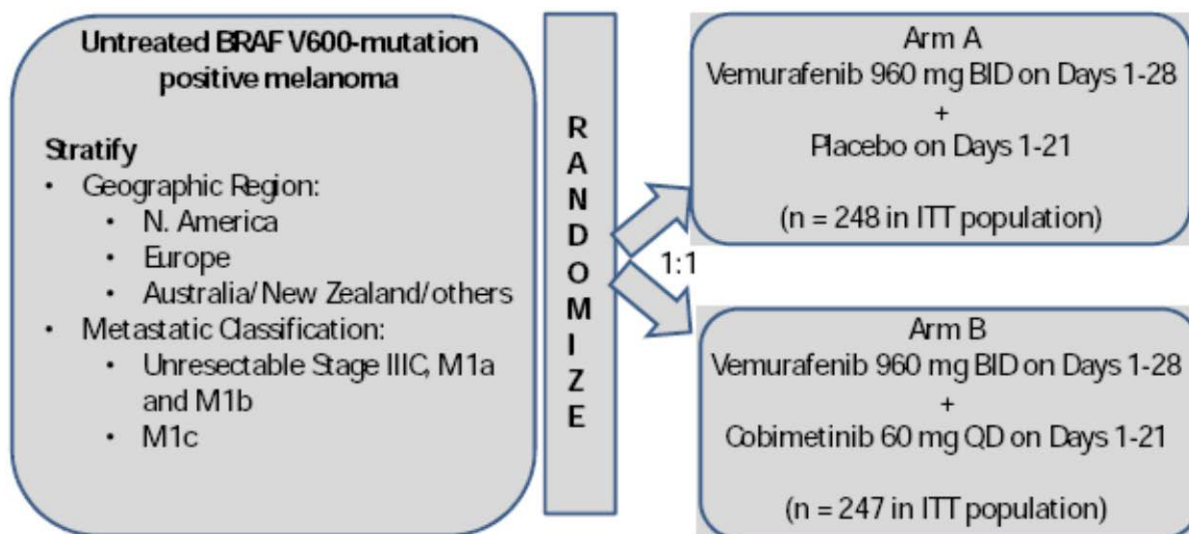 Untreated BRAF V600-mutation
positive melanoma
Stratify
• Geographic Region:
• N. America
• Europe
• Australia/New Zealand/others
• Metastatic Classification:
• Unresectable Stage IIIC, M1a
and M1b
• M1c
R
A
N
D
O
M
I
Z
E
1:1
Arm A
Vemurafenib 960 mg BID on Days 1-28
+
Placebo on Days 1-21
(n = 248 in ITT population)
Arm B
Vemurafenib 960 mg BID on Days 1-28
+
Cobimetinib 60 mg QD on Days 1-21
(n = 247 in ITT population)